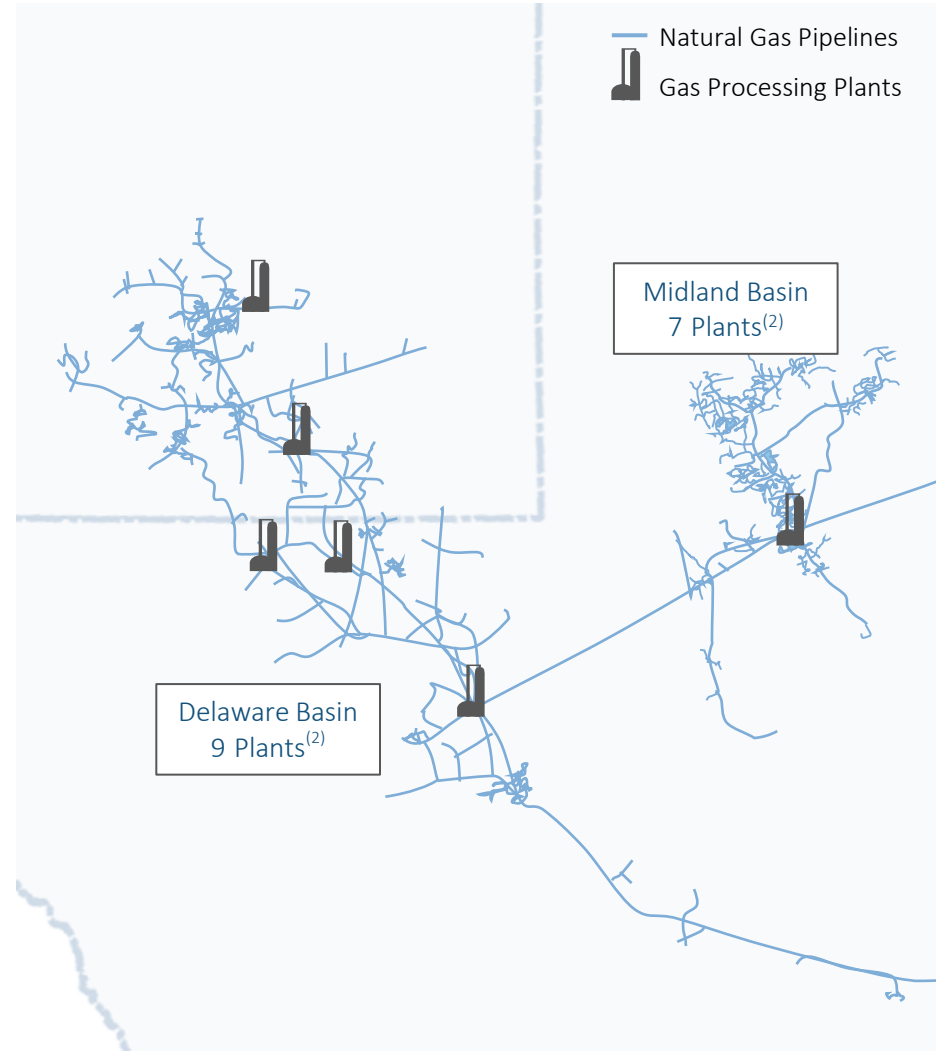 Natural Gas Pipelines
Gas Processing Plants
Midland Basin
7 Plants(2)
Delaware Basin
9 Plants(2)